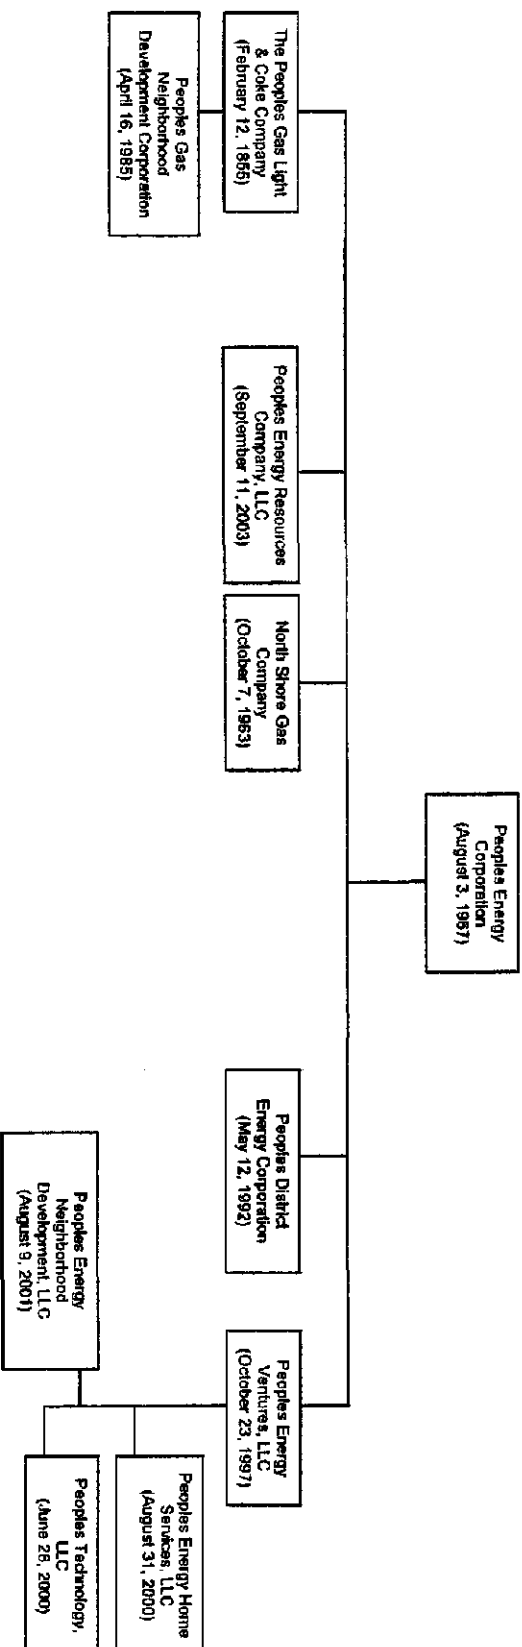 Peoples Energy
Corporation
(August 3, 1967)
The Peoples Gas Light
& Coke Company
(February 12, 1855)
Peoples Energy Resources
Company, LLC
(September 11, 2003)
North Shore Gas
Company
(October 7, 1963)
Peoples District
Energy Corporation
(May 12, 1992)
Peoples Energy
Ventures, LLC
(October 23, 1997)
Peoples Gas
Neighborhood
Development Corporation
(April 16, 1985)
Peoples Energy Home
Services, LLC
(August 31, 2000)
Peoples Energy
Neighborhood
Development, LLC
(August 9, 2001)
Peoples Technology,
LLC
(June 28, 2000)